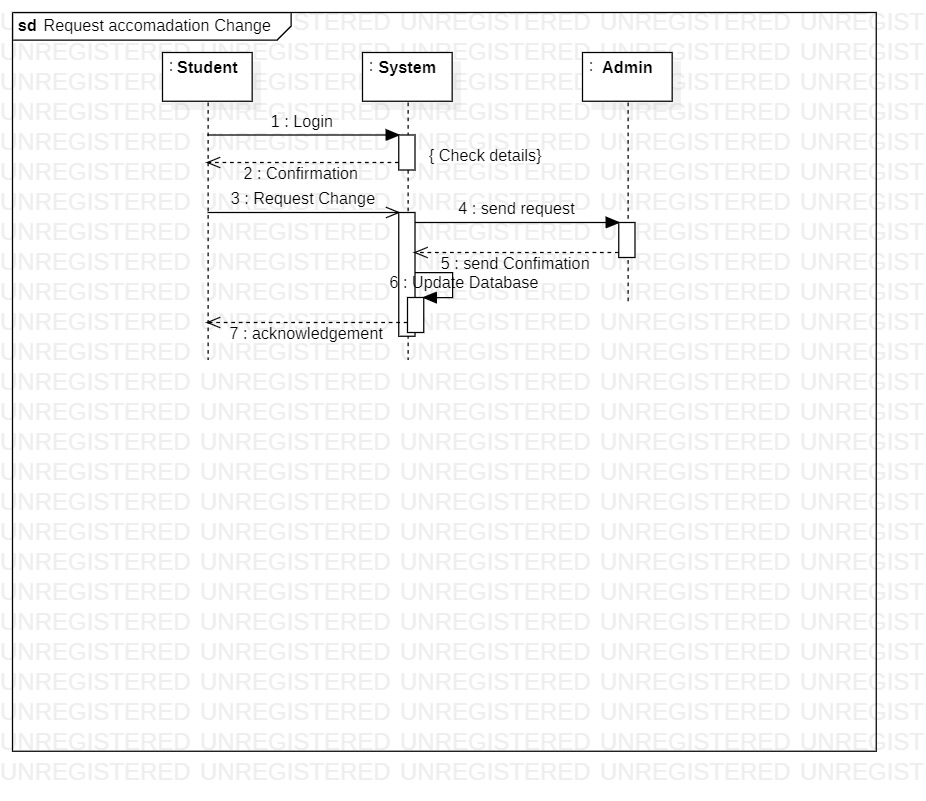 sd Request accomadation Change
: Student
: System
: Admin
1 : Login
{ Check details}
2 : Confirmation
3 : Request Change
4 : send request
5 : send Confimation
6 : Update Database
7 : acknowledgement
UNREGISTERED UNREGISTERED UNREGISTERED UNREGISTERED UNREGIST